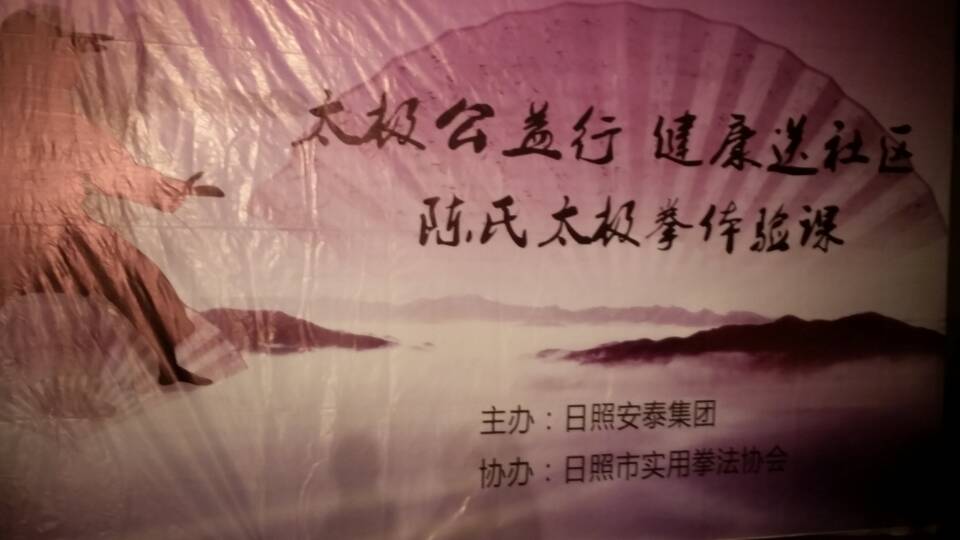 太极公益行 健康送社区
陈氏太极拳体验课
主办：日照安泰集团
协办：日照市实用拳法协会